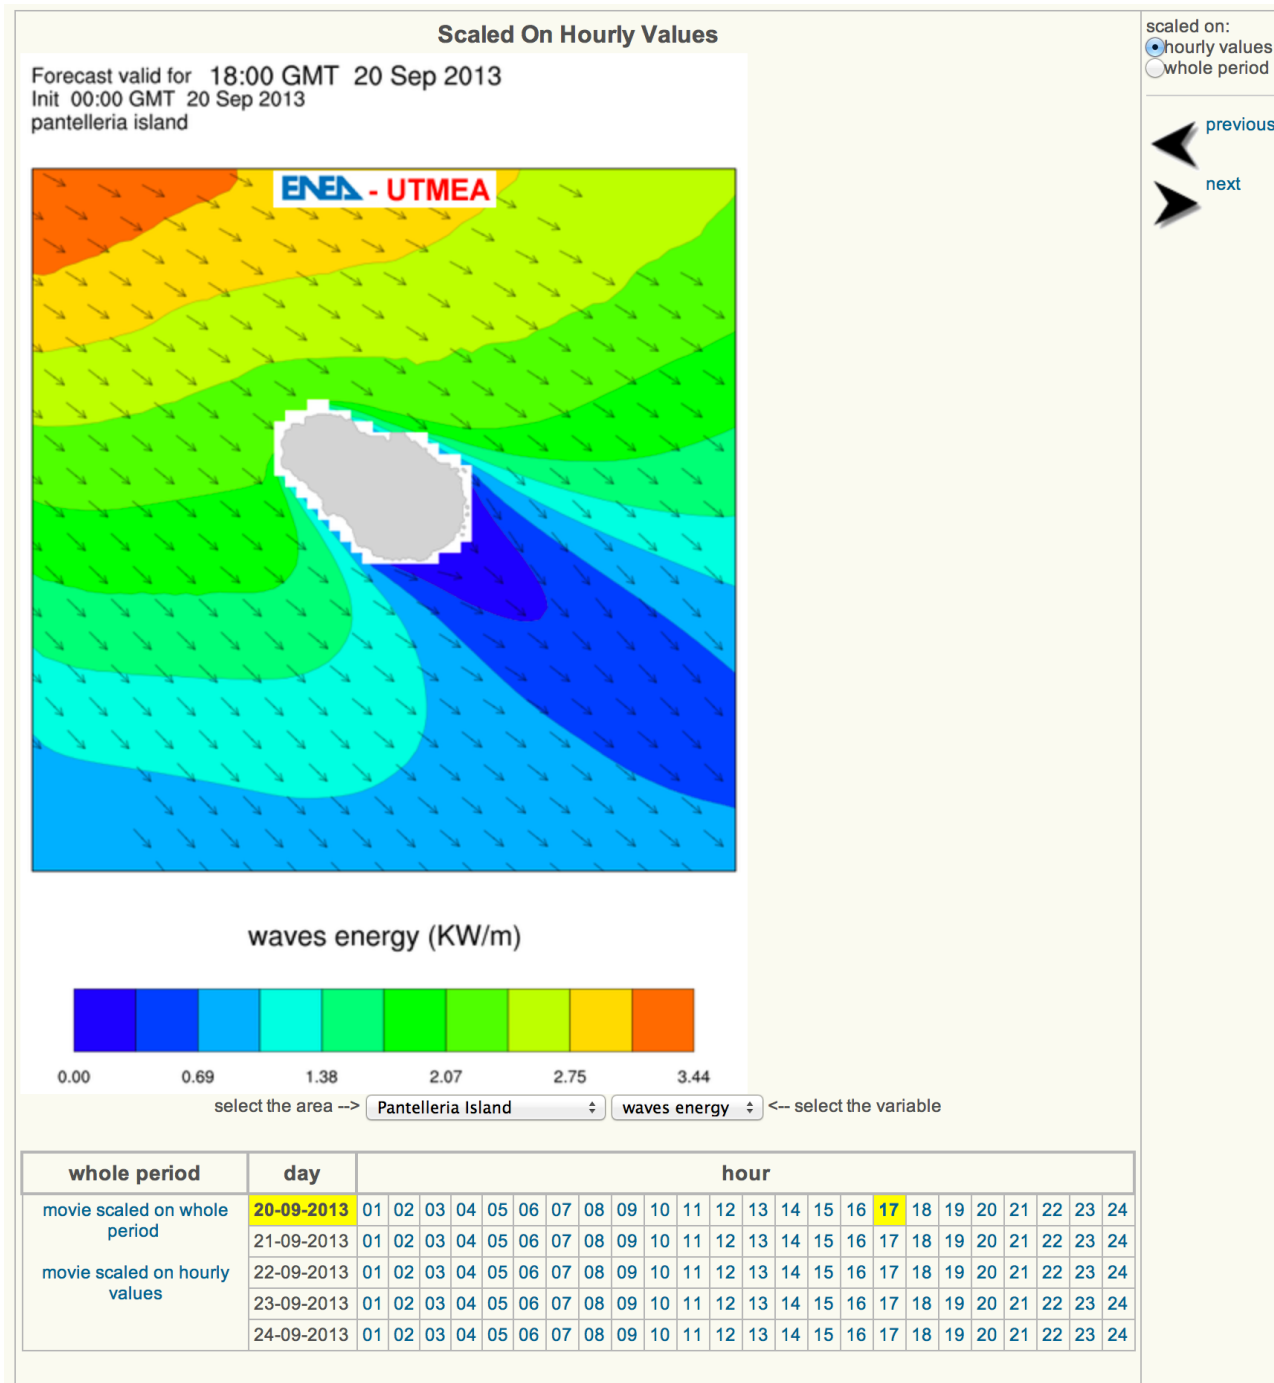 Scaled On Hourly Values
scaled on:
hourly values
whole period
previous
next
Forecast valid for 18:00 GMT 20 Sep 2013
Init 00:00 GMT 20 Sep 2013
pantelleria island
ENEA - UTMEA
waves energy (KW/m)
0.00 0.69 1.38 2.07 2.75 3.44
select the area --> Pantelleria Island waves energy <-- select the variable
whole period day hour
movie scaled on whole period
movie scaled on hourly values
20-09-2013 01 02 03 04 05 06 07 08 09 10 11 12 13 14 15 16 17 18 19 20 21 22 23 24
21-09-2013 01 02 03 04 05 06 07 08 09 10 11 12 13 14 15 16 17 18 19 20 21 22 23 24
22-09-2013 01 02 03 04 05 06 07 08 09 10 11 12 13 14 15 16 17 18 19 20 21 22 23 24
23-09-2013 01 02 03 04 05 06 07 08 09 10 11 12 13 14 15 16 17 18 19 20 21 22 23 24
24-09-2013 01 02 03 04 05 06 07 08 09 10 11 12 13 14 15 16 17 18 19 20 21 22 23 24